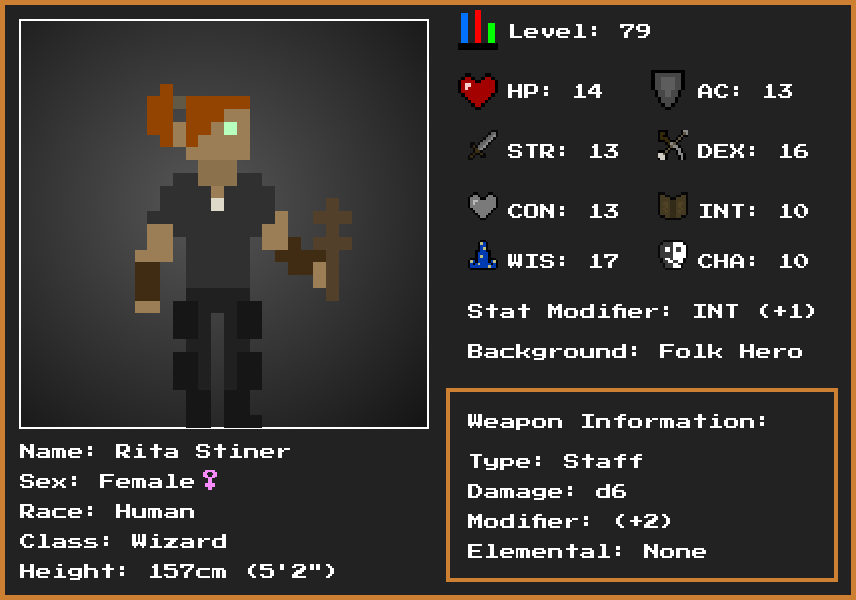 Level: 79
HP: 14
AC: 13
STR: 13
DEX: 16
CON: 13
INT: 10
WIS: 17
CHA: 10
Stat Modifier: INT (+1)
Background: Folk Hero
Weapon Information:
Type: Staff
Damage: d6
Modifier: (+2)
Elemental: None
Name: Rita Stiner
Sex: Female♀
Race: Human
Class: Wizard
Height: 157cm (5'2")